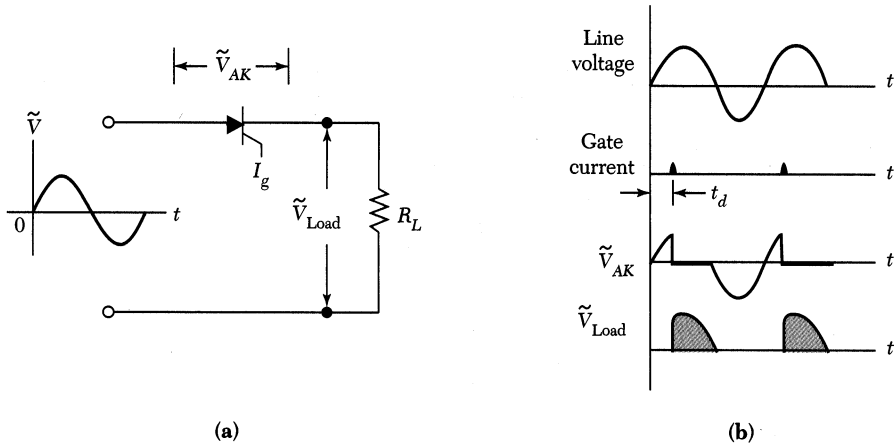 Ṽ_AK
Ṽ
0
t
I_g
Ṽ_Load
R_L
(a)
Line
voltage
t
Gate
current
t
t_d
Ṽ_AK
t
Ṽ_Load
t
(b)